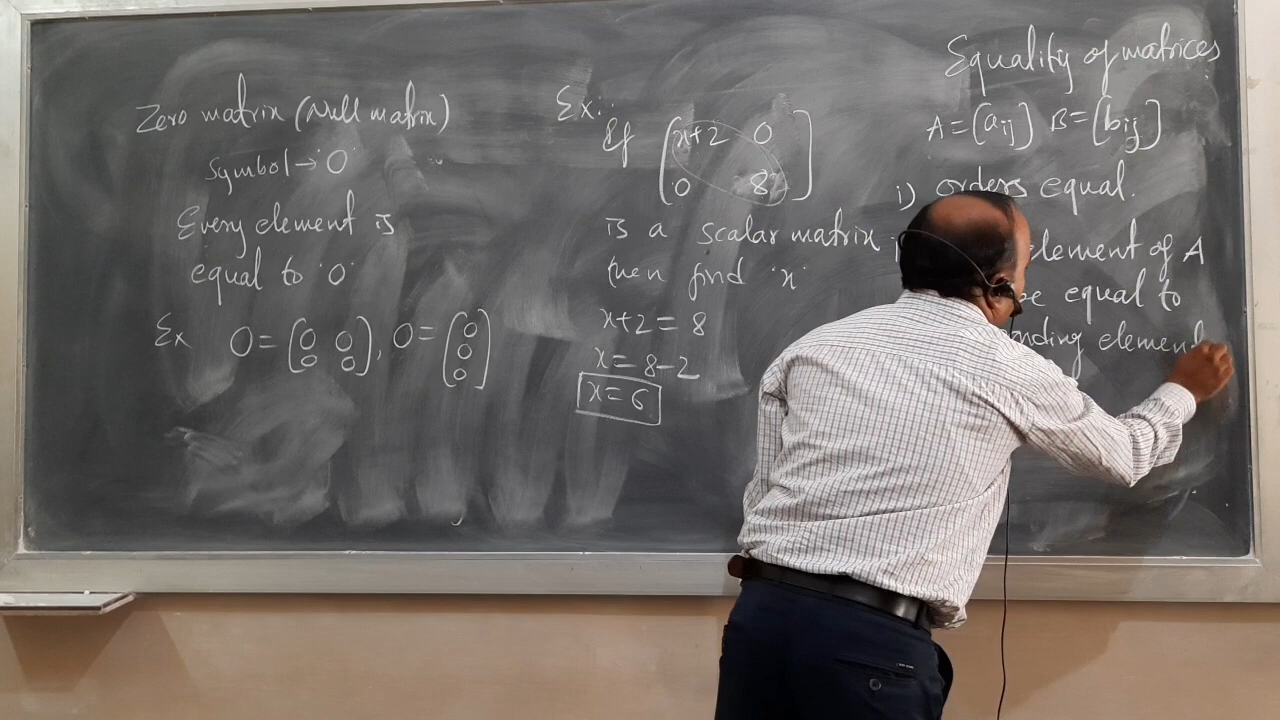 Zero matrix (Null matrix)
Symbol → 'O'
Every element is
equal to '0'
Ex O = [0 0], O = [0
0 0] 0
0]
Ex:.
If [x+2 0
0 8]
is a scalar matrix
then find 'x'
x+2 = 8
x = 8-2
x = 6
Equality of matrices
A = [aij] B = [bij]
i) orders equal.
element of A
be equal to
element